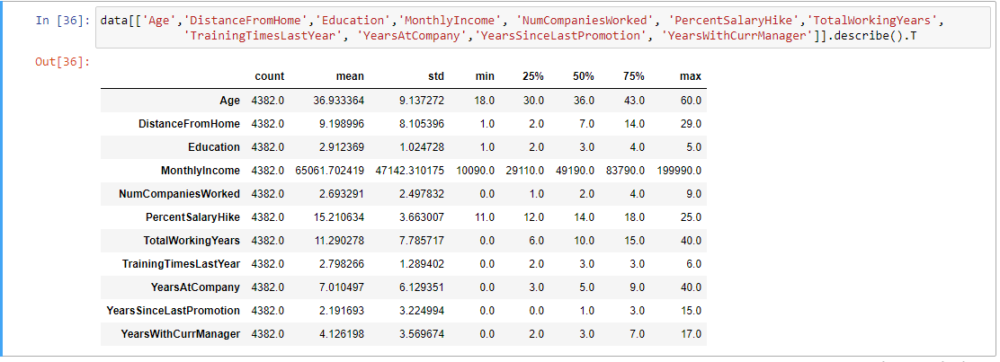 In [36]: data[['Age','DistanceFromHome','Education','MonthlyIncome', 'NumCompaniesWorked', 'PercentSalaryHike','TotalWorkingYears',
'TrainingTimesLastYear', 'YearsAtCompany','YearsSinceLastPromotion', 'YearsWithCurrManager']].describe().T
Out[36]:
count mean std min 25% 50% 75% max
Age 4382.0 36.933364 9.137272 18.0 30.0 36.0 43.0 60.0
DistanceFromHome 4382.0 9.198996 8.105396 1.0 2.0 7.0 14.0 29.0
Education 4382.0 2.912369 1.024728 1.0 2.0 3.0 4.0 5.0
MonthlyIncome 4382.0 65061.702419 47142.310175 10090.0 29110.0 49190.0 83790.0 199990.0
NumCompaniesWorked 4382.0 2.693291 2.497832 0.0 1.0 2.0 4.0 9.0
PercentSalaryHike 4382.0 15.210634 3.663007 11.0 12.0 14.0 18.0 25.0
TotalWorkingYears 4382.0 11.290278 7.785717 0.0 6.0 10.0 15.0 40.0
TrainingTimesLastYear 4382.0 2.798266 1.289402 0.0 2.0 3.0 3.0 6.0
YearsAtCompany 4382.0 7.010497 6.129351 0.0 3.0 5.0 9.0 40.0
YearsSinceLastPromotion 4382.0 2.191693 3.224994 0.0 0.0 1.0 3.0 15.0
YearsWithCurrManager 4382.0 4.126198 3.569674 0.0 2.0 3.0 7.0 17.0